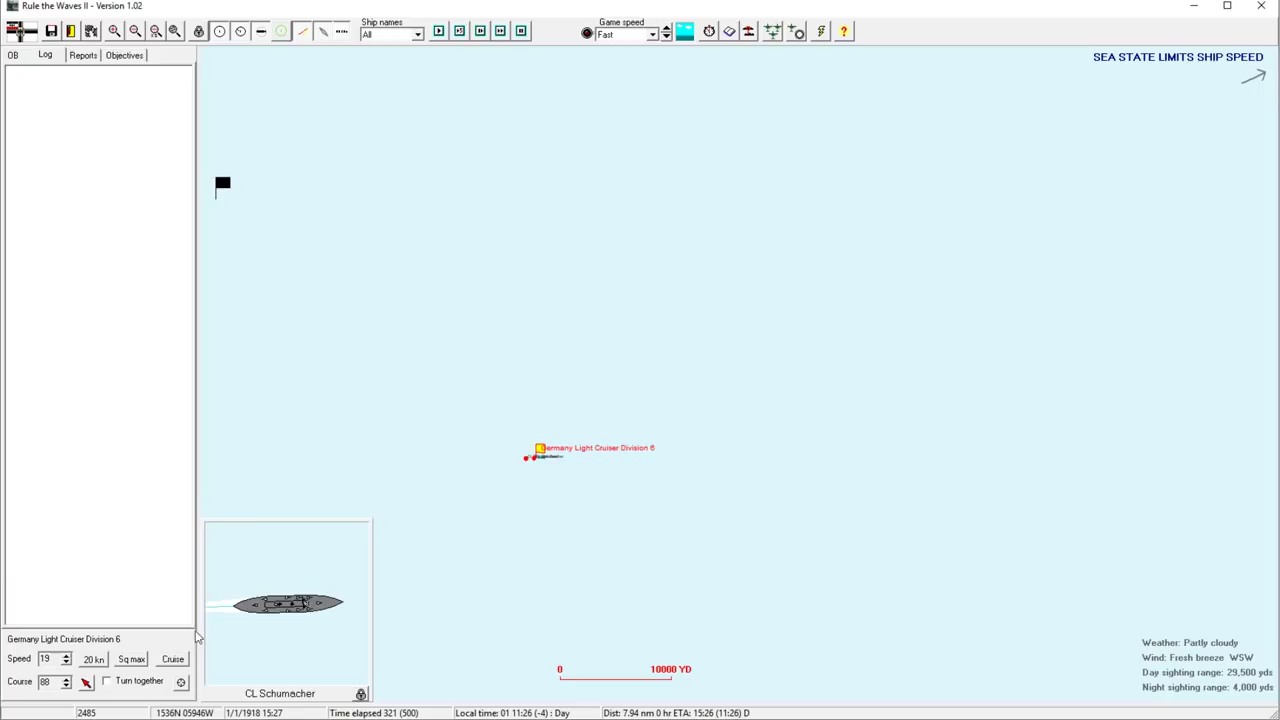 Rule the Waves II - Version 1.02
Ship names
All
Game speed
Fast
OB
Log
Reports
Objectives
SEA STATE LIMITS SHIP SPEED
Germany Light Cruiser Division 6
Germany Light Cruiser Division 6
Speed 19 20 kn Sq max Cruise
Course 88 Turn together
CL Schumacher
0 10000 YD
Weather: Partly cloudy
Wind: Fresh breeze WSW
Day sighting range: 29,500 yds
Night sighting range: 4,000 yds
2485 1536N 05946W 1/1/1918 15:27 Time elapsed 321 (500) Local time: 01 11:26 (-4) : Day Dist: 7.94 nm 0 hr ETA: 15:26 (11:26) D